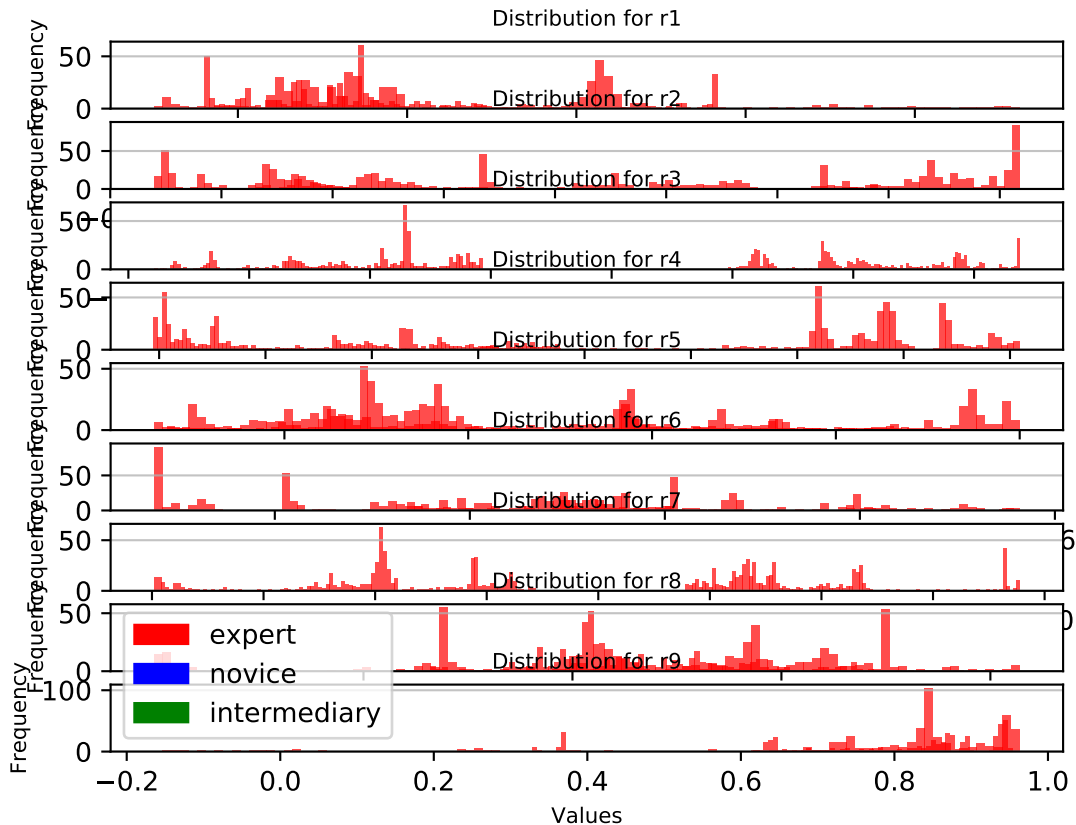 Distribution for r1
Frequency
50
0
Distribution for r2
Frequency
50
0
Distribution for r3
Frequency
50
0
Distribution for r4
Frequency
50
0
Distribution for r5
Frequency
50
0
Distribution for r6
Frequency
50
0
6
Distribution for r7
Frequency
50
0
0
Distribution for r8
Frequency
50
0
expert
novice
intermediary
Distribution for r9
Frequency
100
0
−0.2 0.0 0.2 0.4 0.6 0.8 1.0
Values